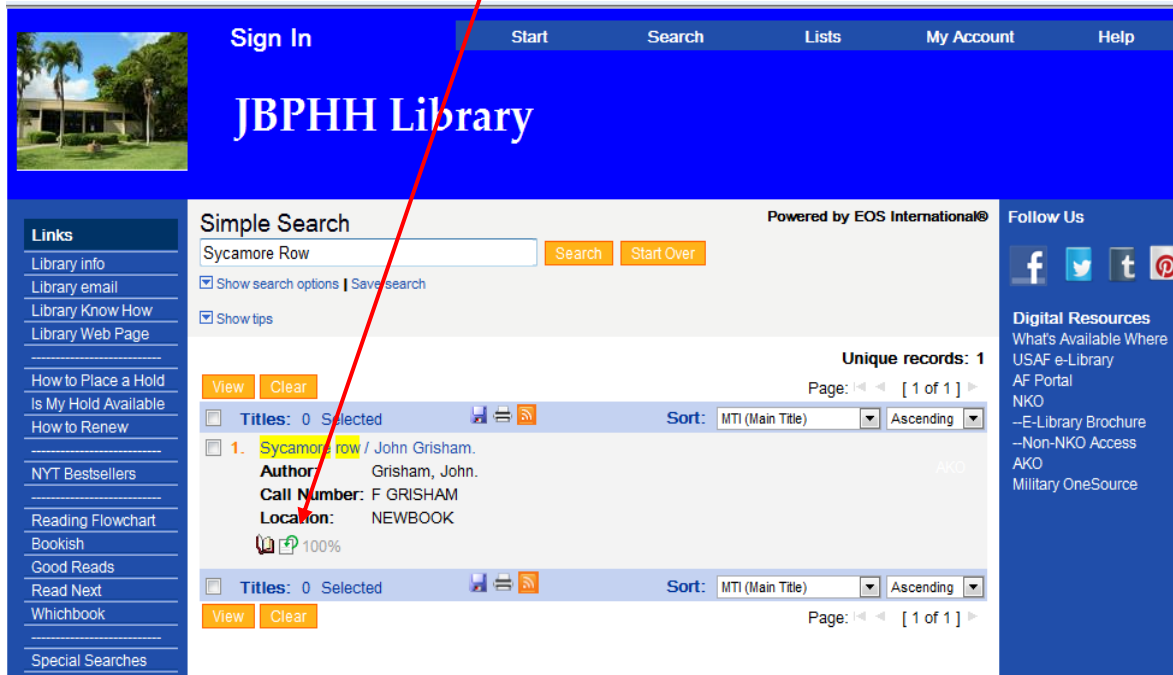 Sign In
Start Search Lists My Account Help
JBPHH Library
Links
Library info
Library email
Library Know How
Library Web Page
----------------------------
How to Place a Hold
Is My Hold Available
How to Renew
----------------------------
NYT Bestsellers
----------------------------
Reading Flowchart
Bookish
Good Reads
Read Next
Whichbook
----------------------------
Special Searches
Simple Search
Powered by EOS International®
Sycamore Row Search Start Over
Show search options | Save search
Show tips
Unique records: 1
View Clear Page: [ 1 of 1 ]
Titles: 0 Selected Sort: MTI (Main Title) Ascending
1. Sycamore row / John Grisham.
Author: Grisham, John.
AKO
Call Number: F GRISHAM
Location: NEWBOOK
100%
Titles: 0 Selected Sort: MTI (Main Title) Ascending
View Clear Page: [ 1 of 1 ]
Follow Us
f t
Digital Resources
What's Available Where
USAF e-Library
AF Portal
NKO
--E-Library Brochure
--Non-NKO Access
AKO
Military OneSource